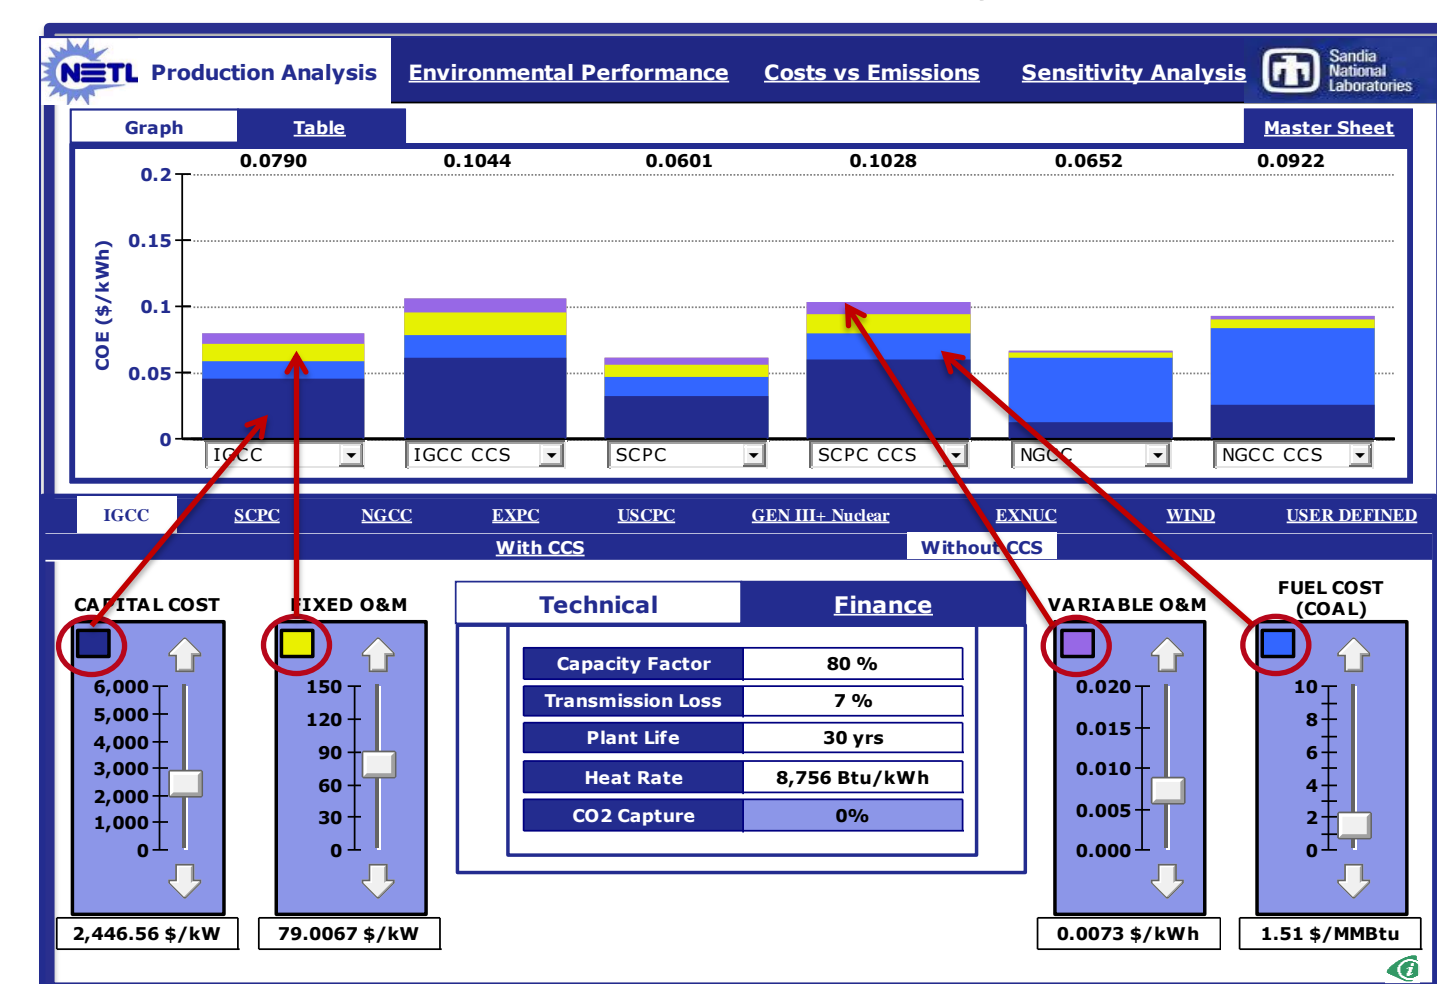 NETL Production Analysis Environmental Performance Costs vs Emissions Sensitivity Analysis
Sandia
National
Laboratories
Graph Table Master Sheet
0.0790 0.1044 0.0601 0.1028 0.0652 0.0922
0.2
0.15
0.1
0.05
0
COE ($/kWh)
IGCC IGCC CCS SCPC SCPC CCS NGCC NGCC CCS
IGCC SCPC NGCC EXPC USCPC GEN III+ Nuclear EXNUC WIND USER DEFINED
With CCS Without CCS
CAPITAL COST
6,000
5,000
4,000
3,000
2,000
1,000
0
2,446.56 $/kW
FIXED O&M
150
120
90
60
30
0
79.0067 $/kW
Technical Finance
Capacity Factor 80 %
Transmission Loss 7 %
Plant Life 30 yrs
Heat Rate 8,756 Btu/kWh
CO2 Capture 0%
VARIABLE O&M
0.020
0.015
0.010
0.005
0.000
0.0073 $/kWh
FUEL COST
(COAL)
10
8
6
4
2
0
1.51 $/MMBtu
i